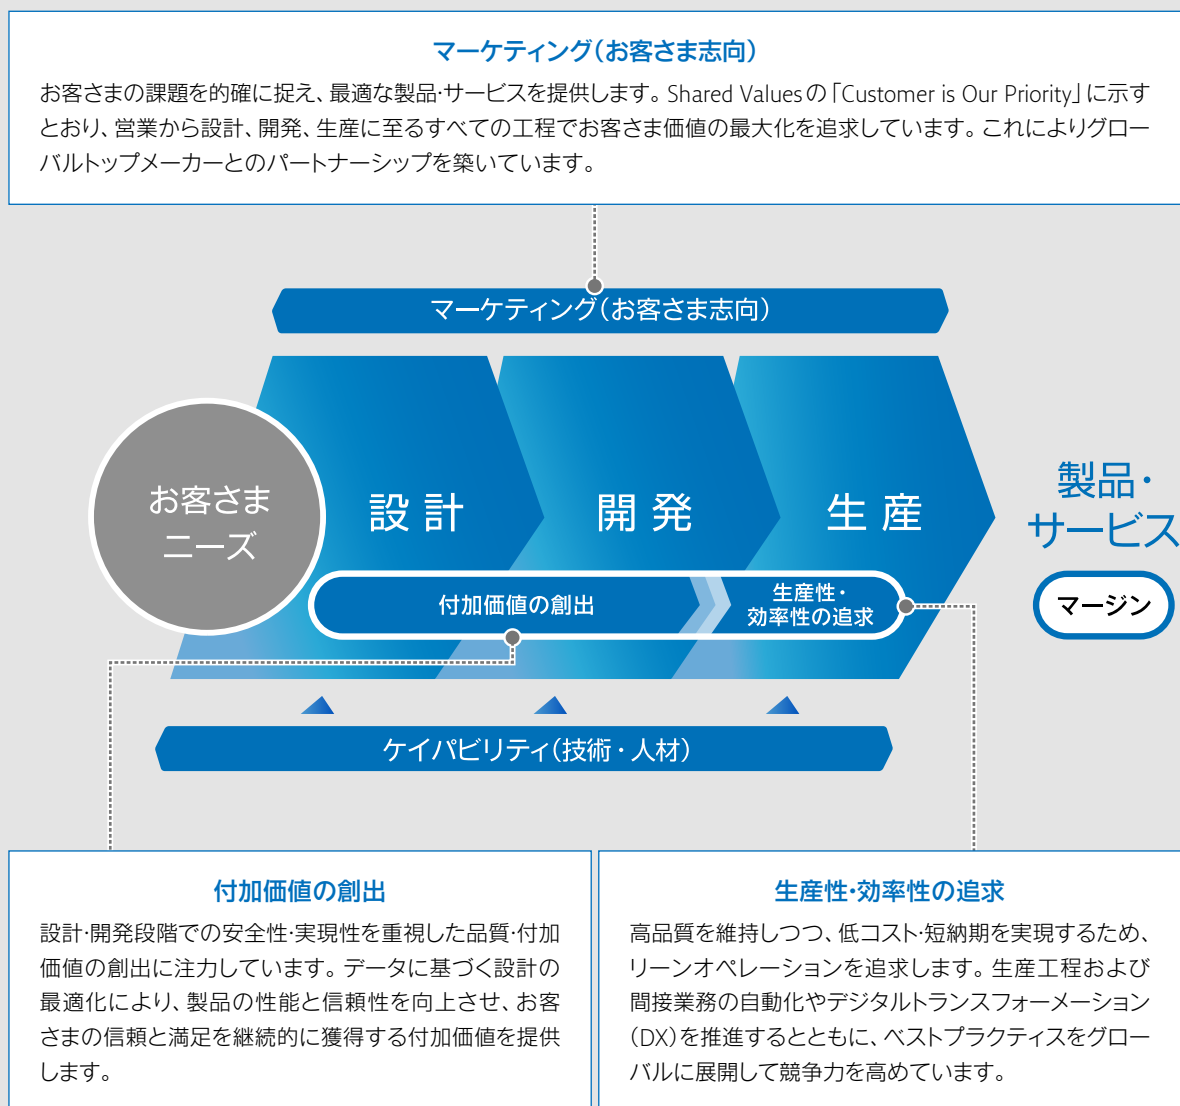 マーケティング（お客さま志向）
お客さまの課題を的確に捉え、最適な製品・サービスを提供します。Shared Valuesの「Customer is Our Priority」に示す
とおり、営業から設計、開発、生産に至るすべての工程でお客さま価値の最大化を追求しています。これによりグロー
バルトップメーカーとのパートナーシップを築いています。
マーケティング（お客さま志向）
お客さま
ニーズ
設計
開発
生産
製品・
サービス
マージン
付加価値の創出
生産性・
効率性の追求
ケイパビリティ（技術・人材）
付加価値の創出
設計・開発段階での安全性・実現性を重視した品質・付加
価値の創出に注力しています。データに基づく設計の
最適化により、製品の性能と信頼性を向上させ、お客
さまの信頼と満足を継続的に獲得する付加価値を提供
します。
生産性・効率性の追求
高品質を維持しつつ、低コスト・短納期を実現するため、
リーンオペレーションを追求します。生産工程および
間接業務の自動化やデジタルトランスフォーメーション
（DX）を推進するとともに、ベストプラクティスをグロー
バルに展開して競争力を高めています。